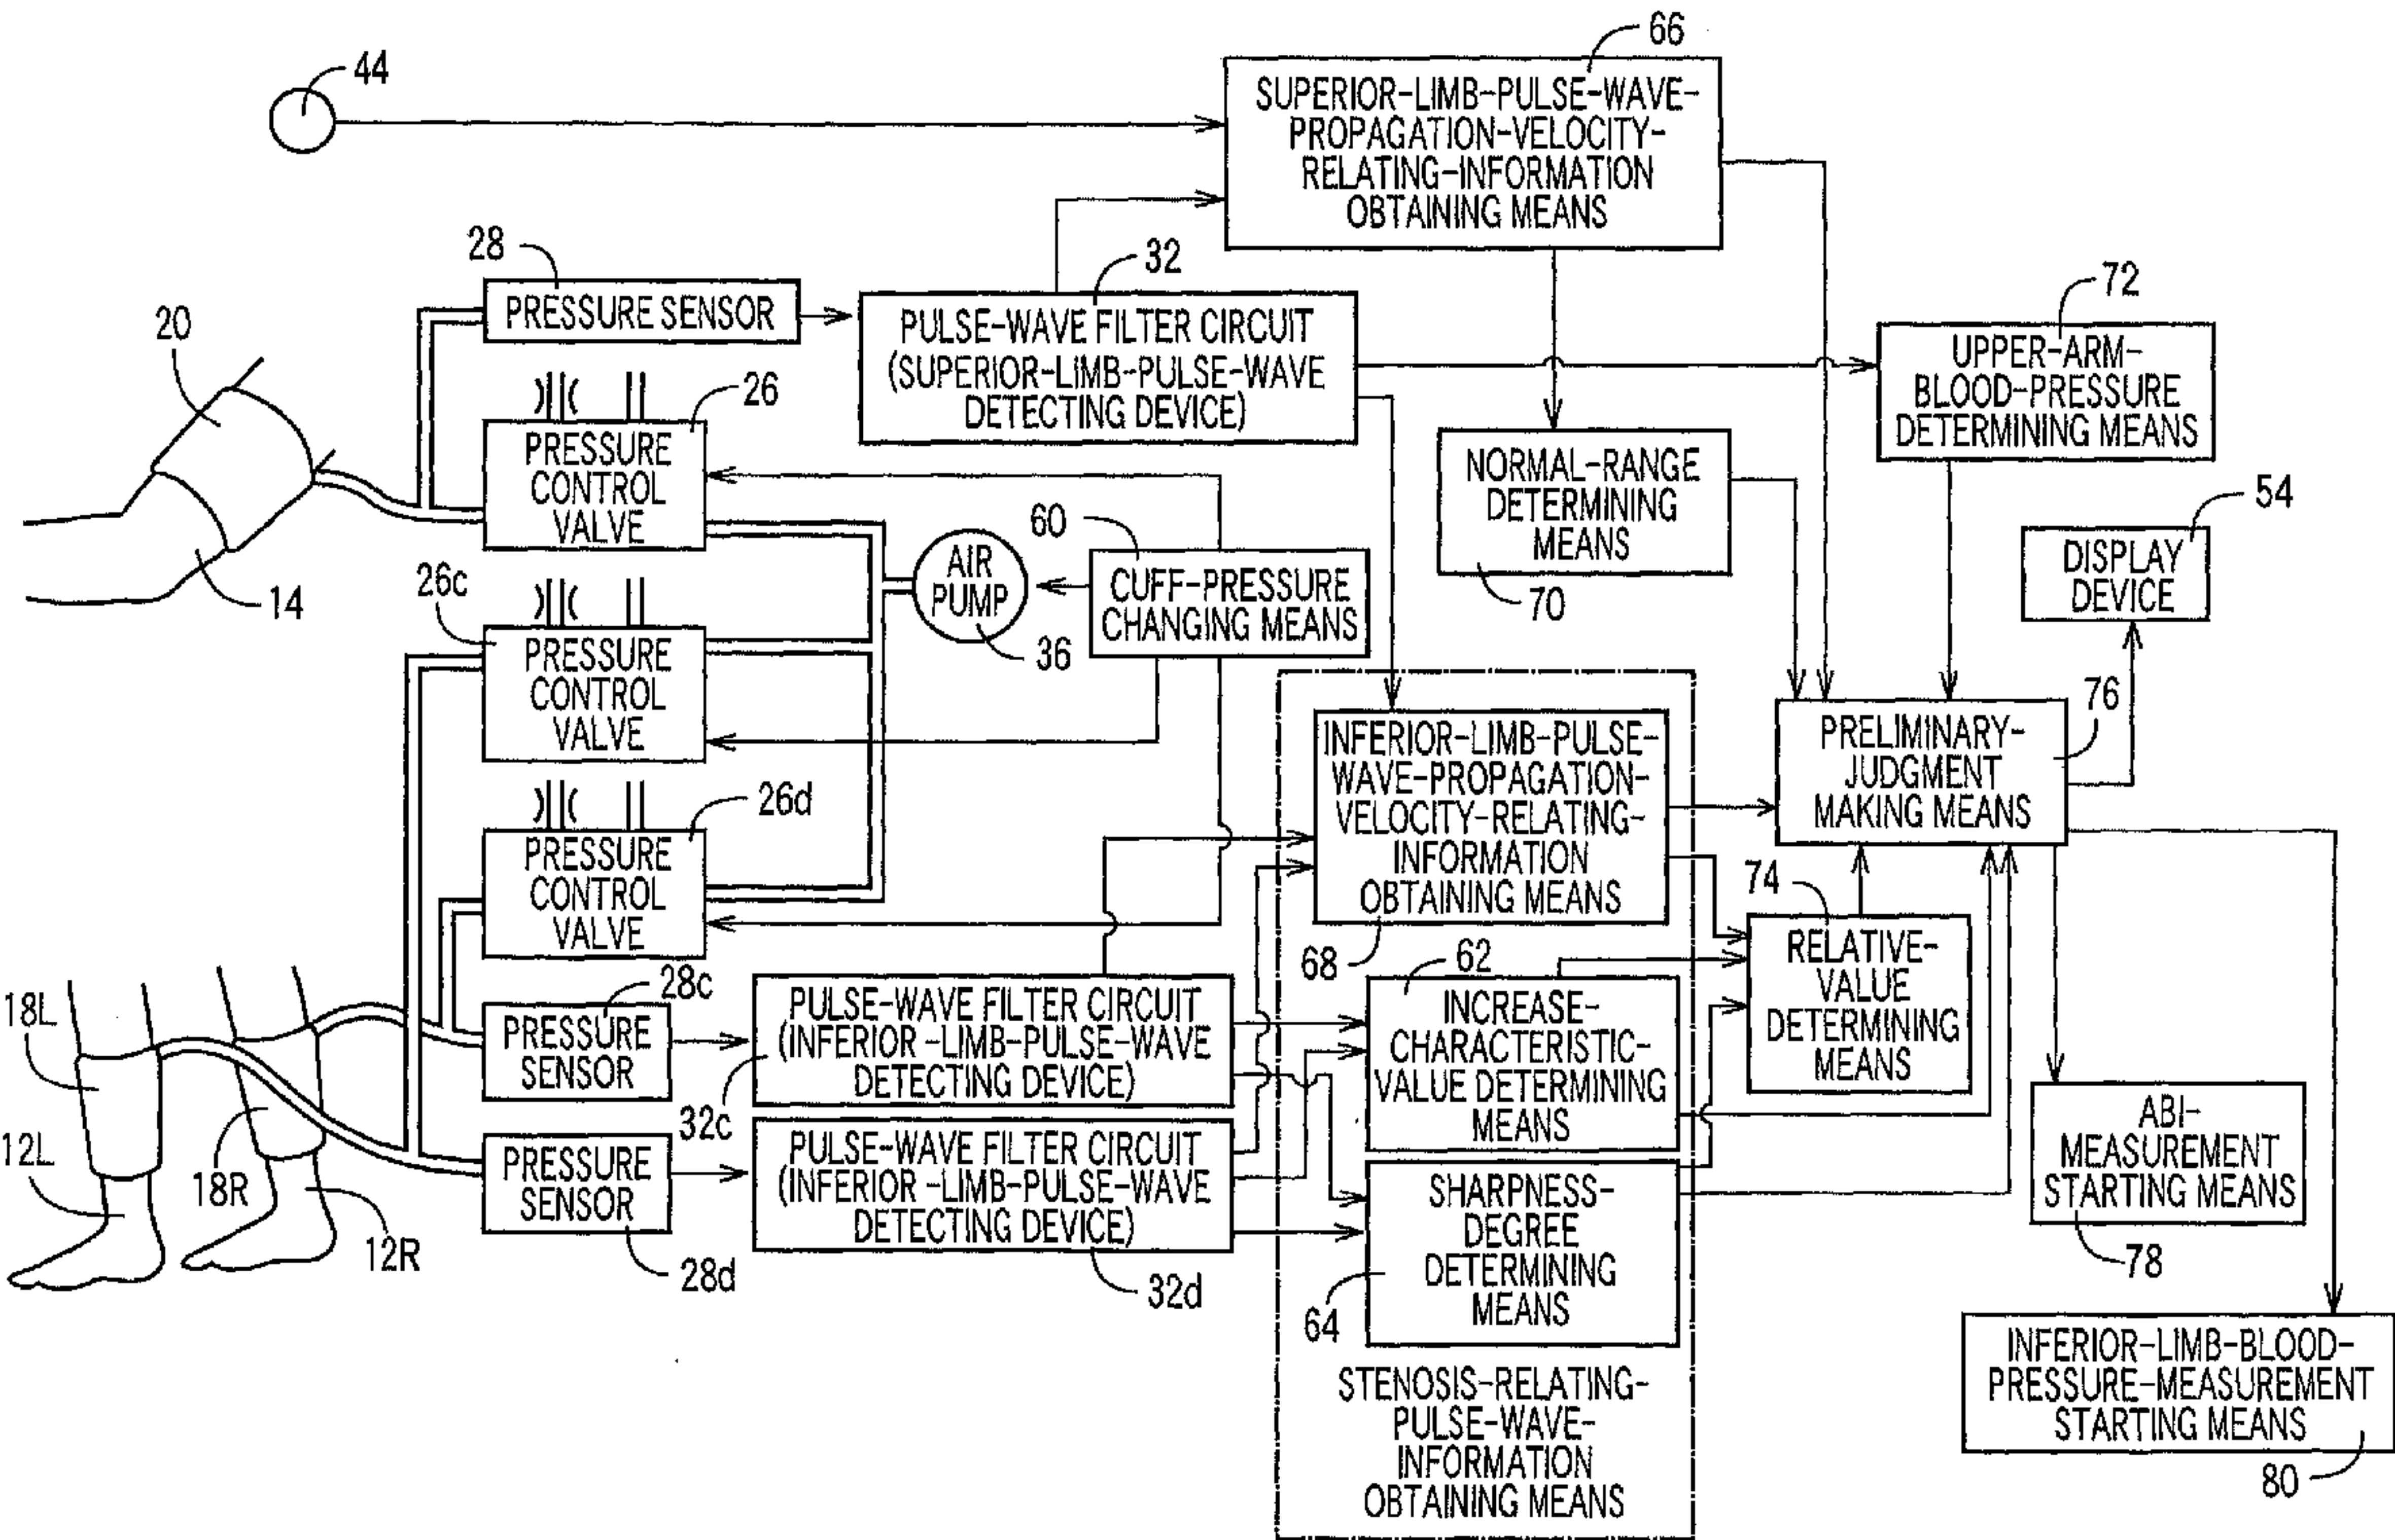 44
66
SUPERIOR-LIMB-PULSE-WAVE-
PROPAGATION-VELOCITY-
RELATING-INFORMATION
OBTAINING MEANS
28
PRESSURE SENSOR
32
PULSE-WAVE FILTER CIRCUIT
(SUPERIOR-LIMB-PULSE-WAVE
DETECTING DEVICE)
72
UPPER-ARM-
BLOOD-PRESSURE
DETERMINING MEANS
20
14
26
PRESSURE
CONTROL
VALVE
NORMAL-RANGE
DETERMINING
MEANS
70
54
DISPLAY
DEVICE
26c
PRESSURE
CONTROL
VALVE
AIR
PUMP
36
60
CUFF-PRESSURE
CHANGING MEANS
26d
PRESSURE
CONTROL
VALVE
INFERIOR-LIMB-PULSE-
WAVE-PROPAGATION-
VELOCITY-RELATING-
INFORMATION
OBTAINING MEANS
68
76
PRELIMINARY-
JUDGMENT
MAKING MEANS
74
RELATIVE-
VALUE
DETERMINING
MEANS
18L
12L
18R
12R
28c
PRESSURE
SENSOR
PULSE-WAVE FILTER CIRCUIT
(INFERIOR-LIMB-PULSE-WAVE
DETECTING DEVICE)
32c
62
INCREASE-
CHARACTERISTIC-
VALUE DETERMINING
MEANS
PRESSURE
SENSOR
28d
PULSE-WAVE FILTER CIRCUIT
(INFERIOR-LIMB-PULSE-WAVE
DETECTING DEVICE)
32d
SHARPNESS-
DEGREE
DETERMINING
MEANS
64
ABI-
MEASUREMENT
STARTING MEANS
78
STENOSIS-RELATING-
PULSE-WAVE-
INFORMATION
OBTAINING MEANS
INFERIOR-LIMB-BLOOD-
PRESSURE-MEASUREMENT
STARTING MEANS
80